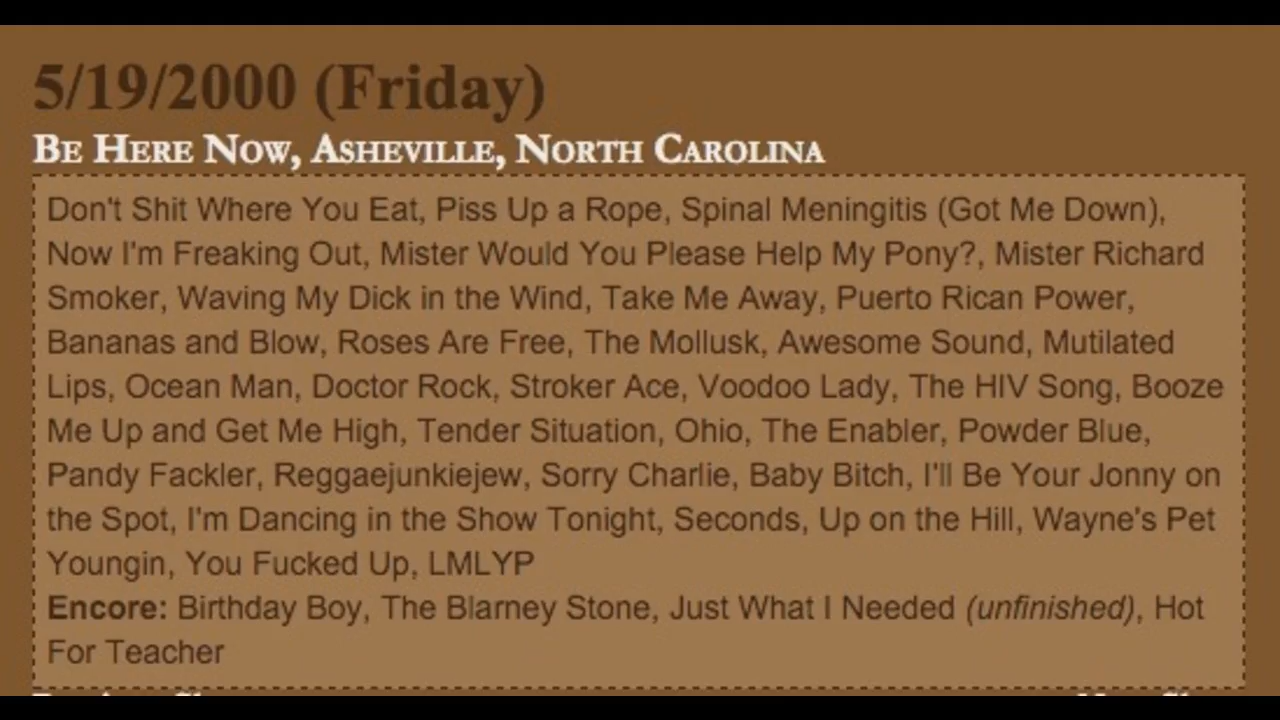 5/19/2000 (Friday)
Be Here Now, Asheville, North Carolina
Don't Shit Where You Eat, Piss Up a Rope, Spinal Meningitis (Got Me Down),
Now I'm Freaking Out, Mister Would You Please Help My Pony?, Mister Richard
Smoker, Waving My Dick in the Wind, Take Me Away, Puerto Rican Power,
Bananas and Blow, Roses Are Free, The Mollusk, Awesome Sound, Mutilated
Lips, Ocean Man, Doctor Rock, Stroker Ace, Voodoo Lady, The HIV Song, Booze
Me Up and Get Me High, Tender Situation, Ohio, The Enabler, Powder Blue,
Pandy Fackler, Reggaejunkiejew, Sorry Charlie, Baby Bitch, I'll Be Your Jonny on
the Spot, I'm Dancing in the Show Tonight, Seconds, Up on the Hill, Wayne's Pet
Youngin, You Fucked Up, LMLYP
Encore: Birthday Boy, The Blarney Stone, Just What I Needed (unfinished), Hot
For Teacher